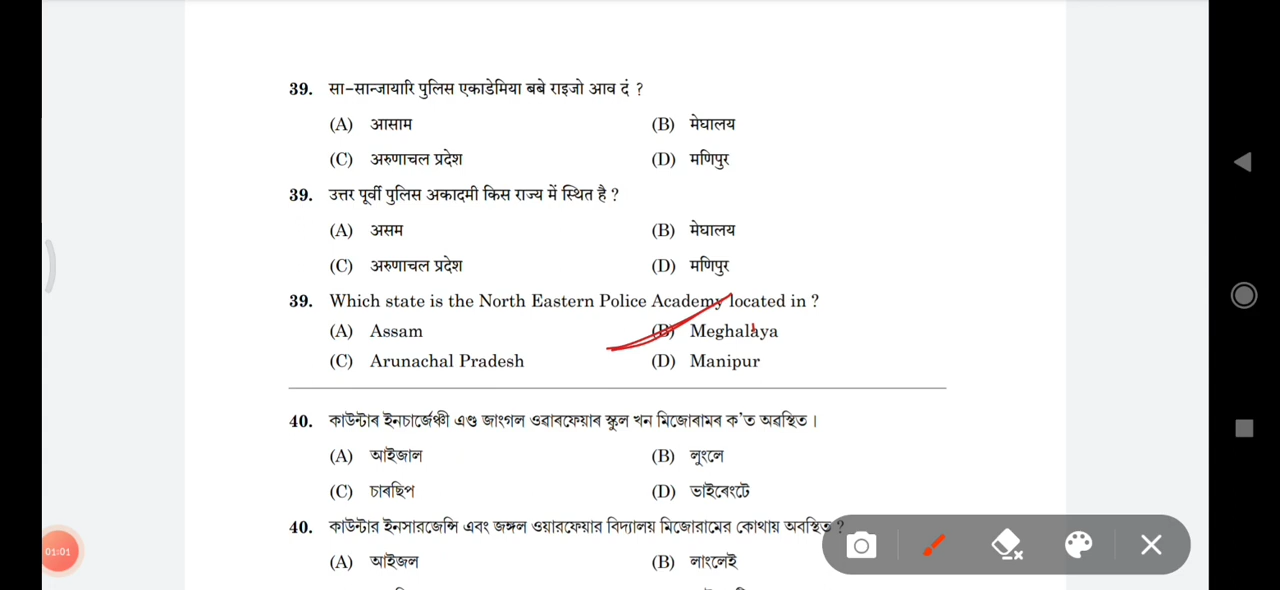 39. सा-सान्जायारि पुलिस एकाडेमिया बबे राइजो आव दं ?
(A) आसाम (B) मेघालय
(C) अरुणाचल प्रदेश (D) मणिपुर
39. उत्तर पूर्वी पुलिस अकादमी किस राज्य में स्थित है ?
(A) असम (B) मेघालय
(C) अरुणाचल प्रदेश (D) मणिपुर
39. Which state is the North Eastern Police Academy located in ?
(A) Assam (B) Meghalaya
(C) Arunachal Pradesh (D) Manipur
40. কাউন্টাৰ ইনচাৰ্জেঞ্চী এণ্ড জাংগল ওৱাৰফেয়াৰ স্কুল খন মিজোৰামৰ ক'ত অৱস্থিত।
(A) আইজাল (B) লুংলে
(C) চাৰছিপ (D) ভাইৰেংটে
40. কাউন্টার ইনসারজেন্সি এবং জঙ্গল ওয়ারফেয়ার বিদ্যালয় মিজোরামের কোথায় অবস্থিত ?
(A) আইজল (B) লাংলেই
01:01